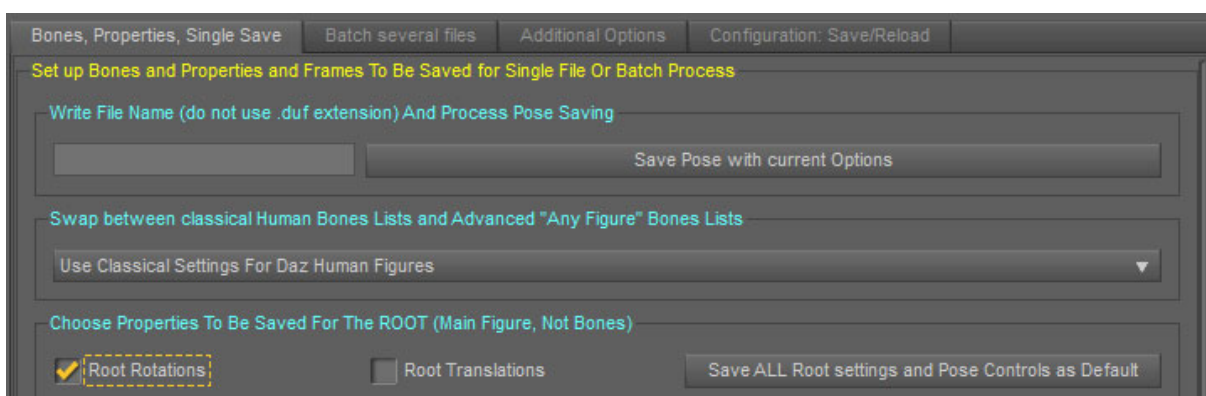 Bones, Properties, Single Save Batch several files Additional Options Configuration: Save/Reload
Set up Bones and Properties and Frames To Be Saved for Single File Or Batch Process
Write File Name (do not use .duf extension) And Process Pose Saving
Save Pose with current Options
Swap between classical Human Bones Lists and Advanced "Any Figure" Bones Lists
Use Classical Settings For Daz Human Figures
Choose Properties To Be Saved For The ROOT (Main Figure, Not Bones)
Root Rotations Root Translations Save ALL Root settings and Pose Controls as Default